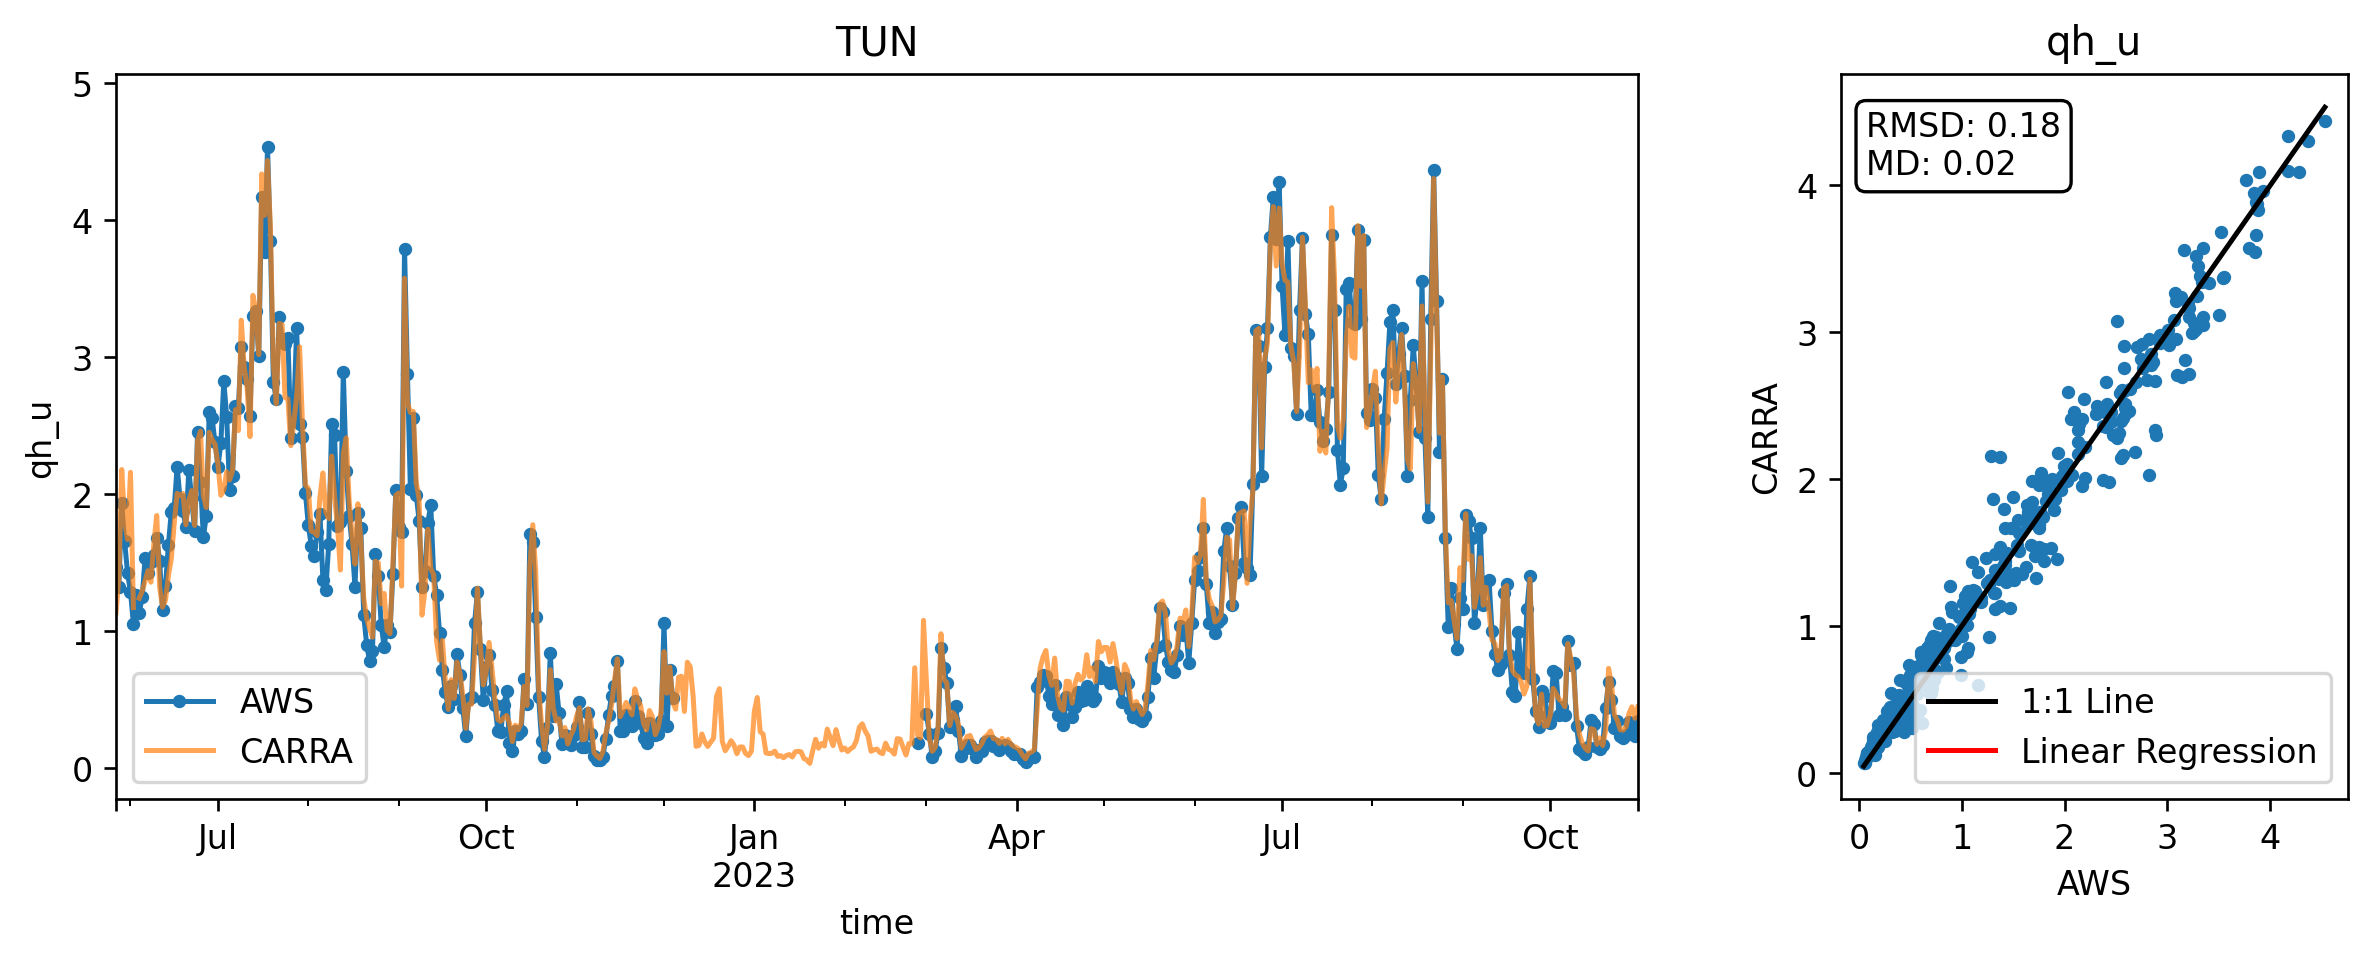 TUN
5
4
3
2
1
0
qh_u
AWS
CARRA
Jul
Oct
Jan
2023
Apr
Jul
Oct
time
qh_u
RMSD: 0.18
MD: 0.02
4
3
2
1
0
CARRA
1:1 Line
Linear Regression
0
1
2
3
4
AWS